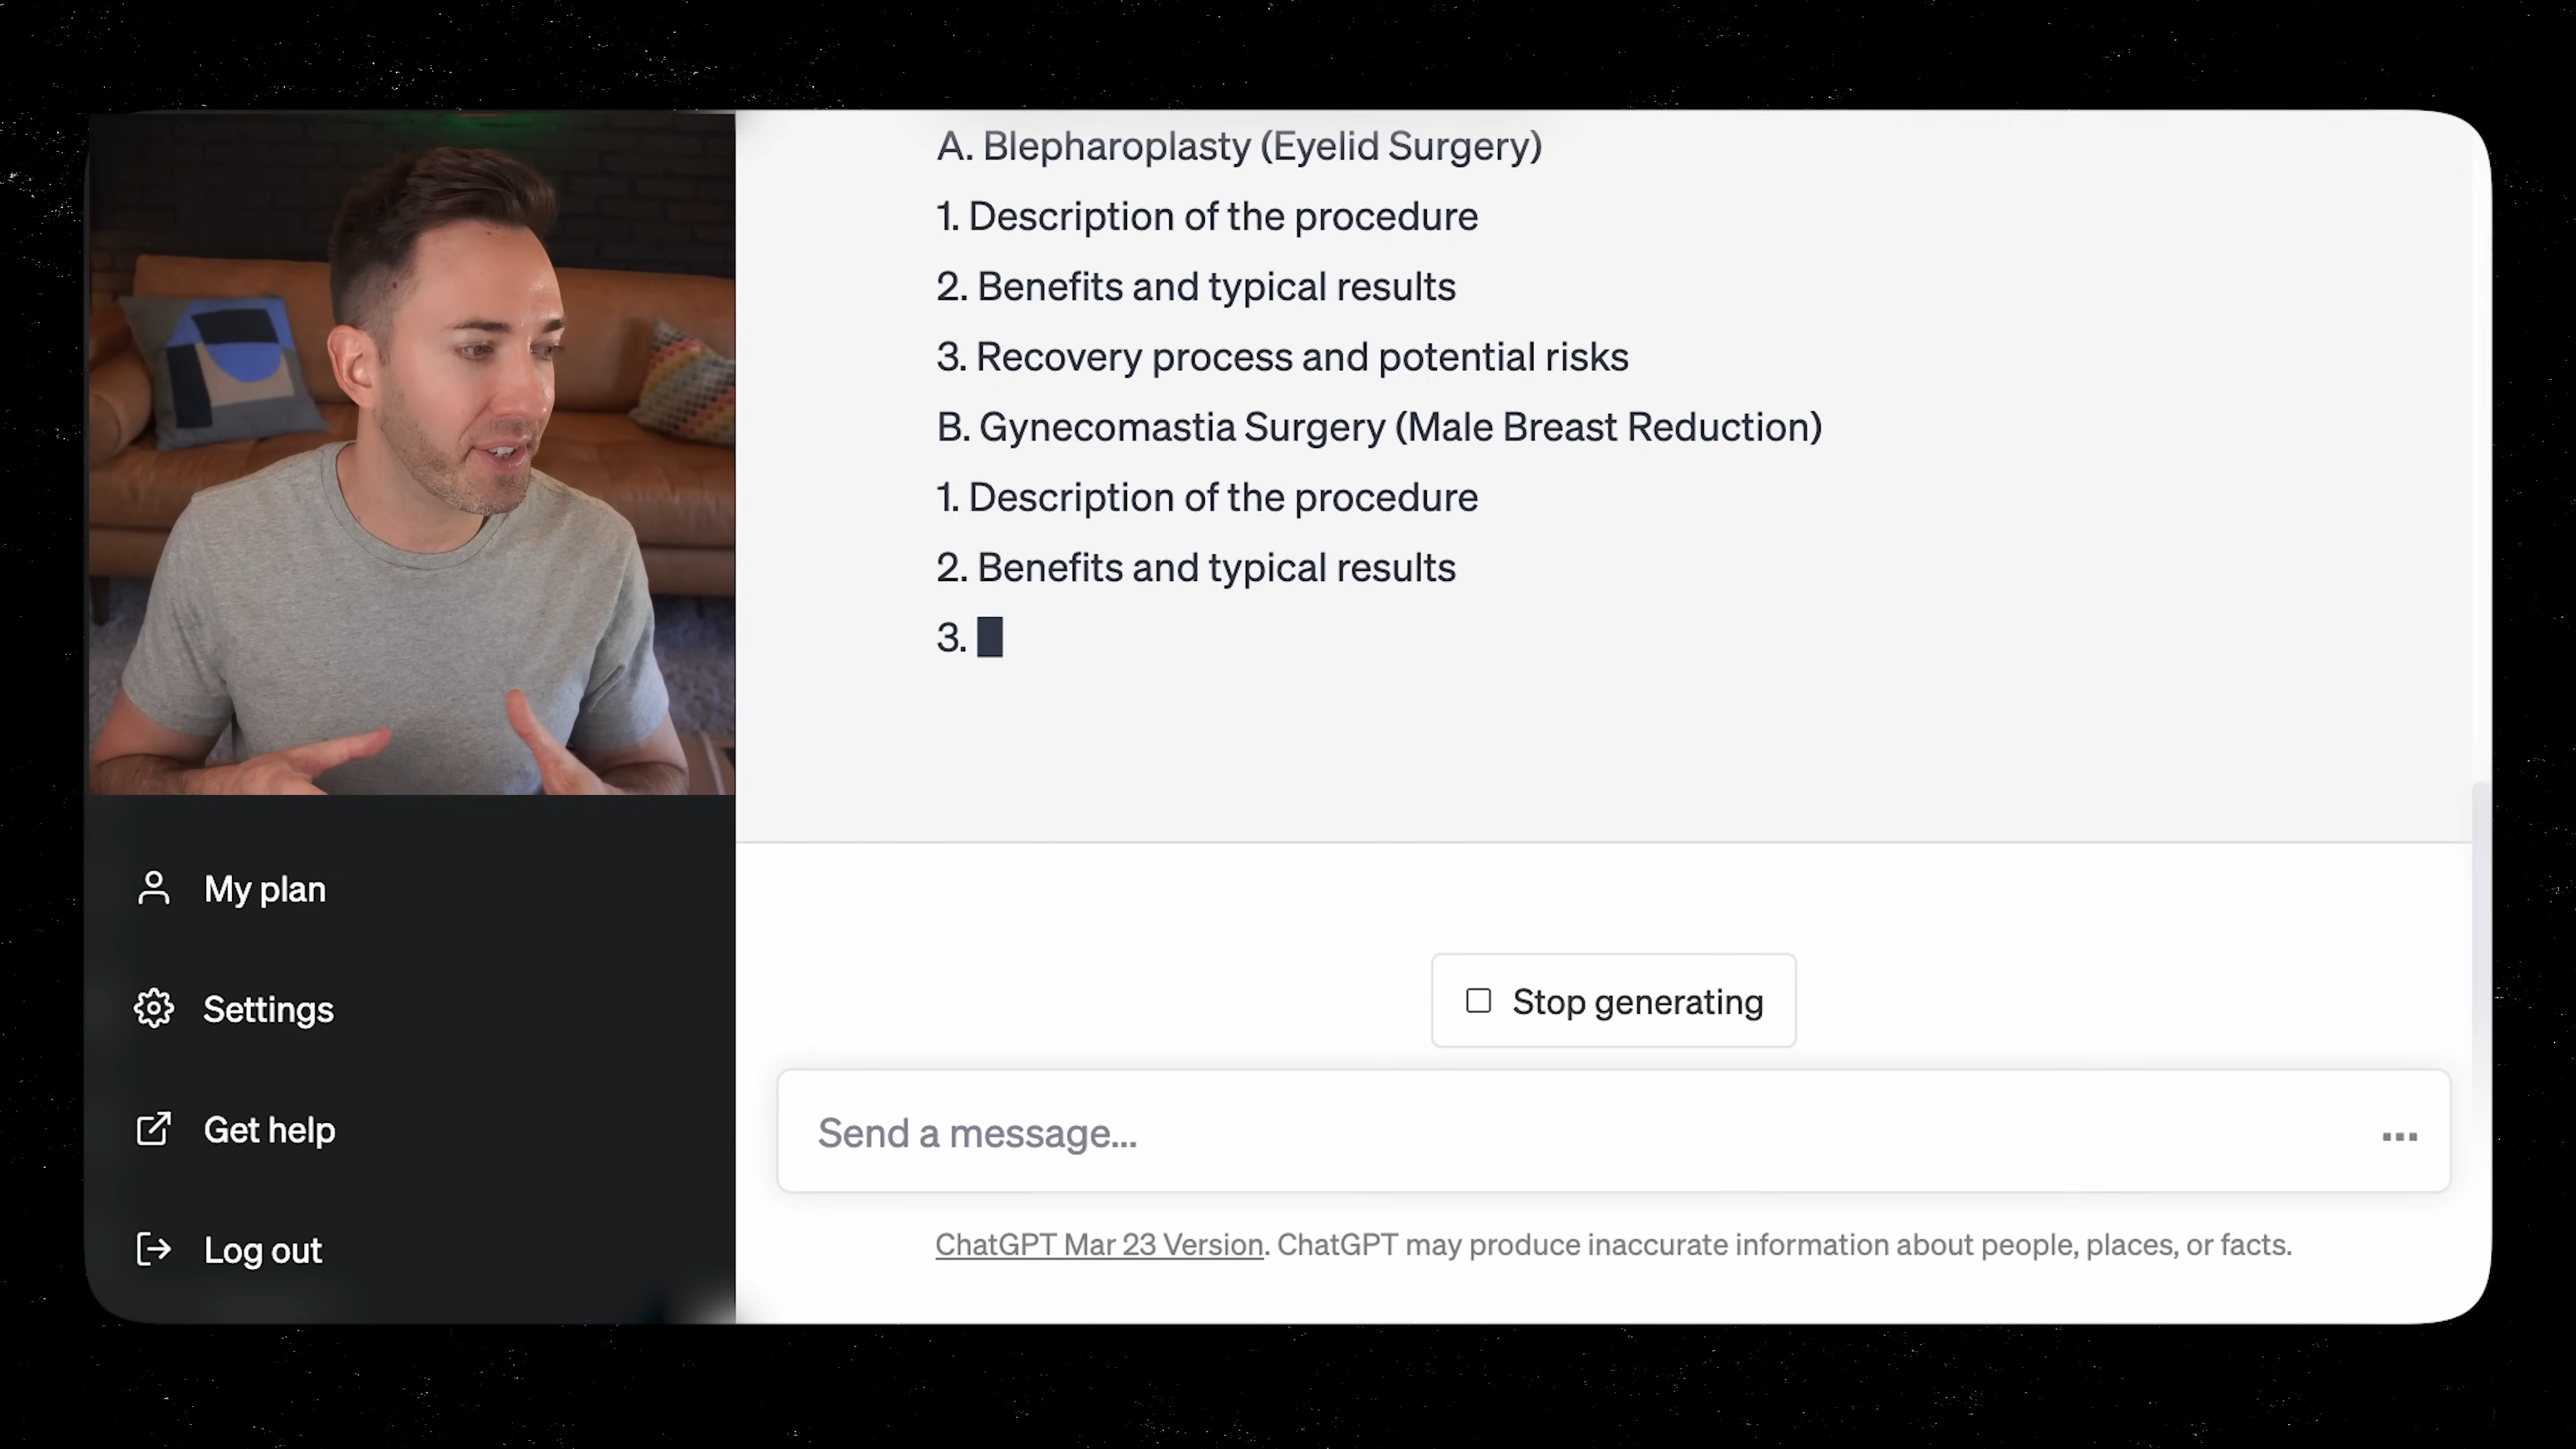 A. Blepharoplasty (Eyelid Surgery)
1. Description of the procedure
2. Benefits and typical results
3. Recovery process and potential risks
B. Gynecomastia Surgery (Male Breast Reduction)
1. Description of the procedure
2. Benefits and typical results
3.
My plan
Settings
Get help
Log out
Stop generating
Send a message...
ChatGPT Mar 23 Version. ChatGPT may produce inaccurate information about people, places, or facts.